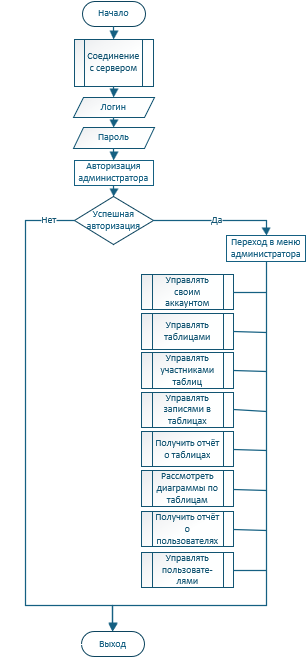 Начало
Соединение
с сервером
Логин
Пароль
Авторизация
администратора
Успешная
авторизация
Нет
Да
Переход в меню
администратора
Управлять
своим
аккаунтом
Управлять
таблицами
Управлять
участниками
таблиц
Управлять
записями в
таблицах
Получить отчёт
о таблицах
Рассмотреть
диаграммы по
таблицам
Получить отчёт
о
пользователях
Управлять
пользовате-
лями
Выход